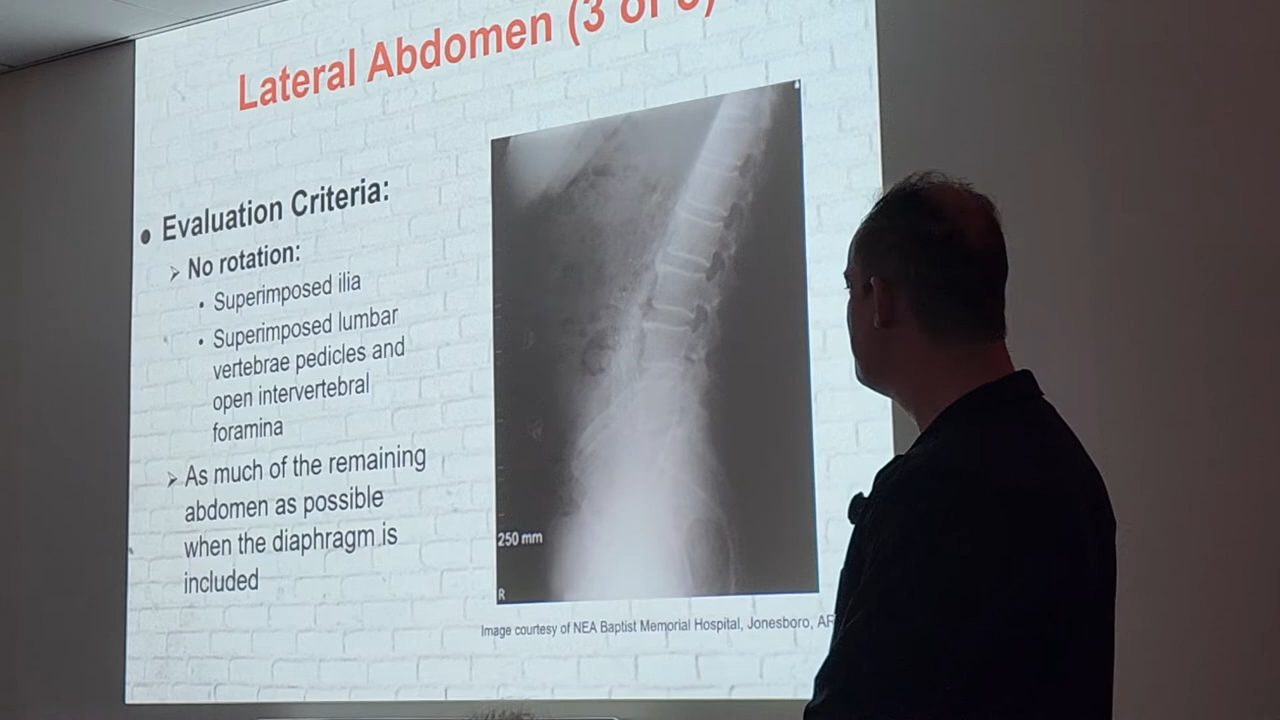 Lateral Abdomen (3 of
Evaluation Criteria:
No rotation:
Superimposed ilia
Superimposed lumbar
vertebrae pedicles and
open intervertebral
foramina
As much of the remaining
abdomen as possible
when the diaphragm is
included
250 mm
R
Image courtesy of NEA Baptist Memorial Hospital, Jonesboro, AR